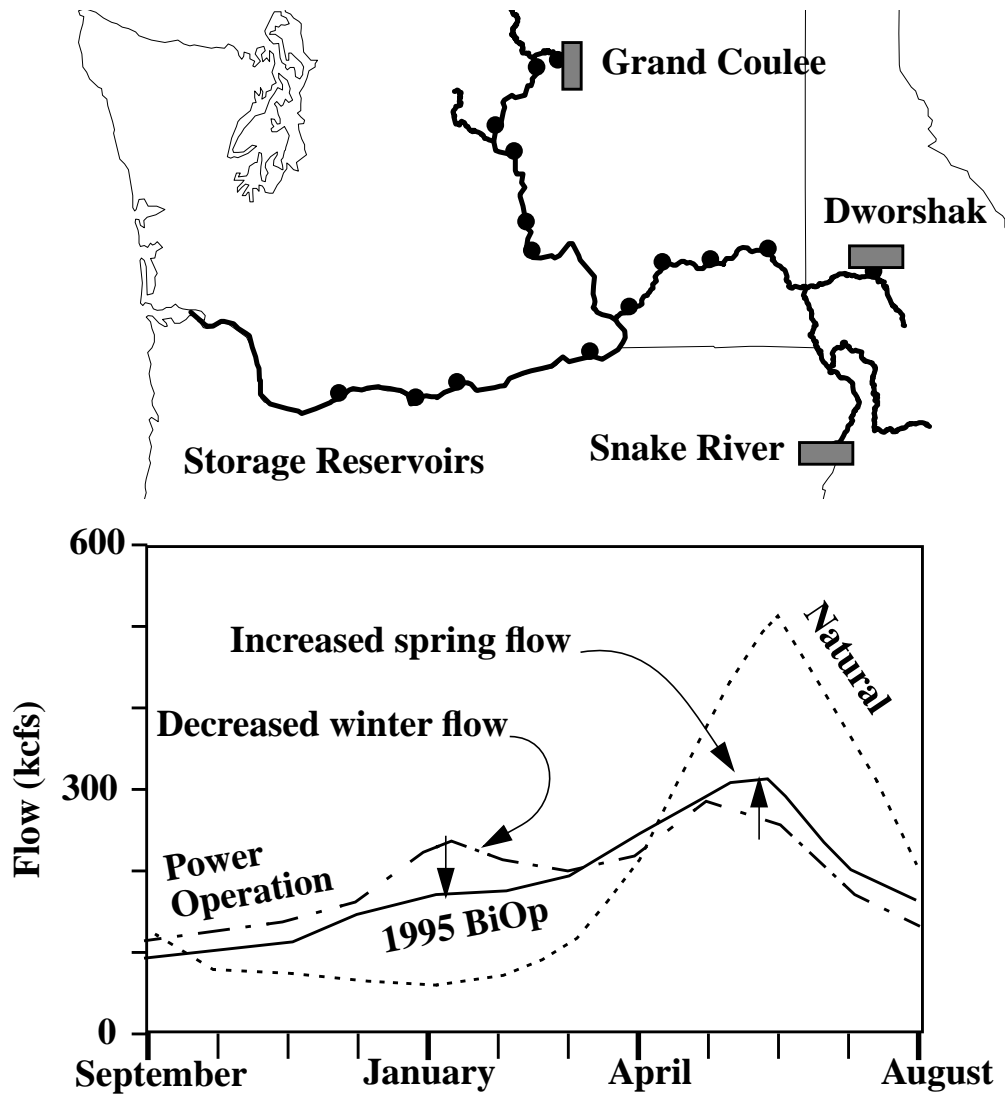 Grand Coulee
Dworshak
Snake River
Storage Reservoirs
600
Increased spring flow
Natural
Decreased winter flow
Flow (kcfs)
300
Power
Operation
1995 BiOp
0
September
January
April
August